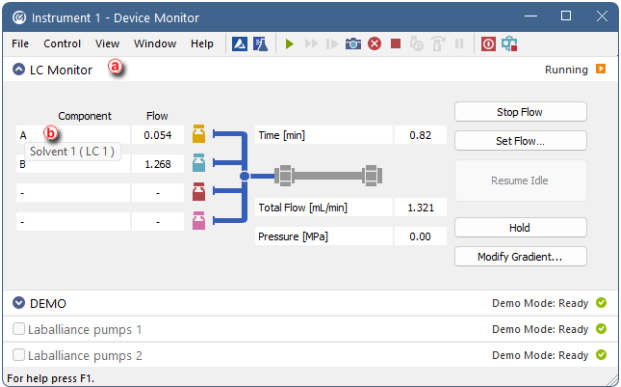 Instrument 1 - Device Monitor
File Control View Window Help
LC Monitor a Running
Component Flow
Stop Flow
A b 0.054 Time [min] 0.82
Set Flow...
Solvent 1 ( LC 1 )
B 1.268
Resume Idle
- -
Total Flow [mL/min] 1.321
- -
Hold
Pressure [MPa] 0.00
Modify Gradient...
DEMO Demo Mode: Ready
Laballiance pumps 1 Demo Mode: Ready
Laballiance pumps 2 Demo Mode: Ready
For help press F1.